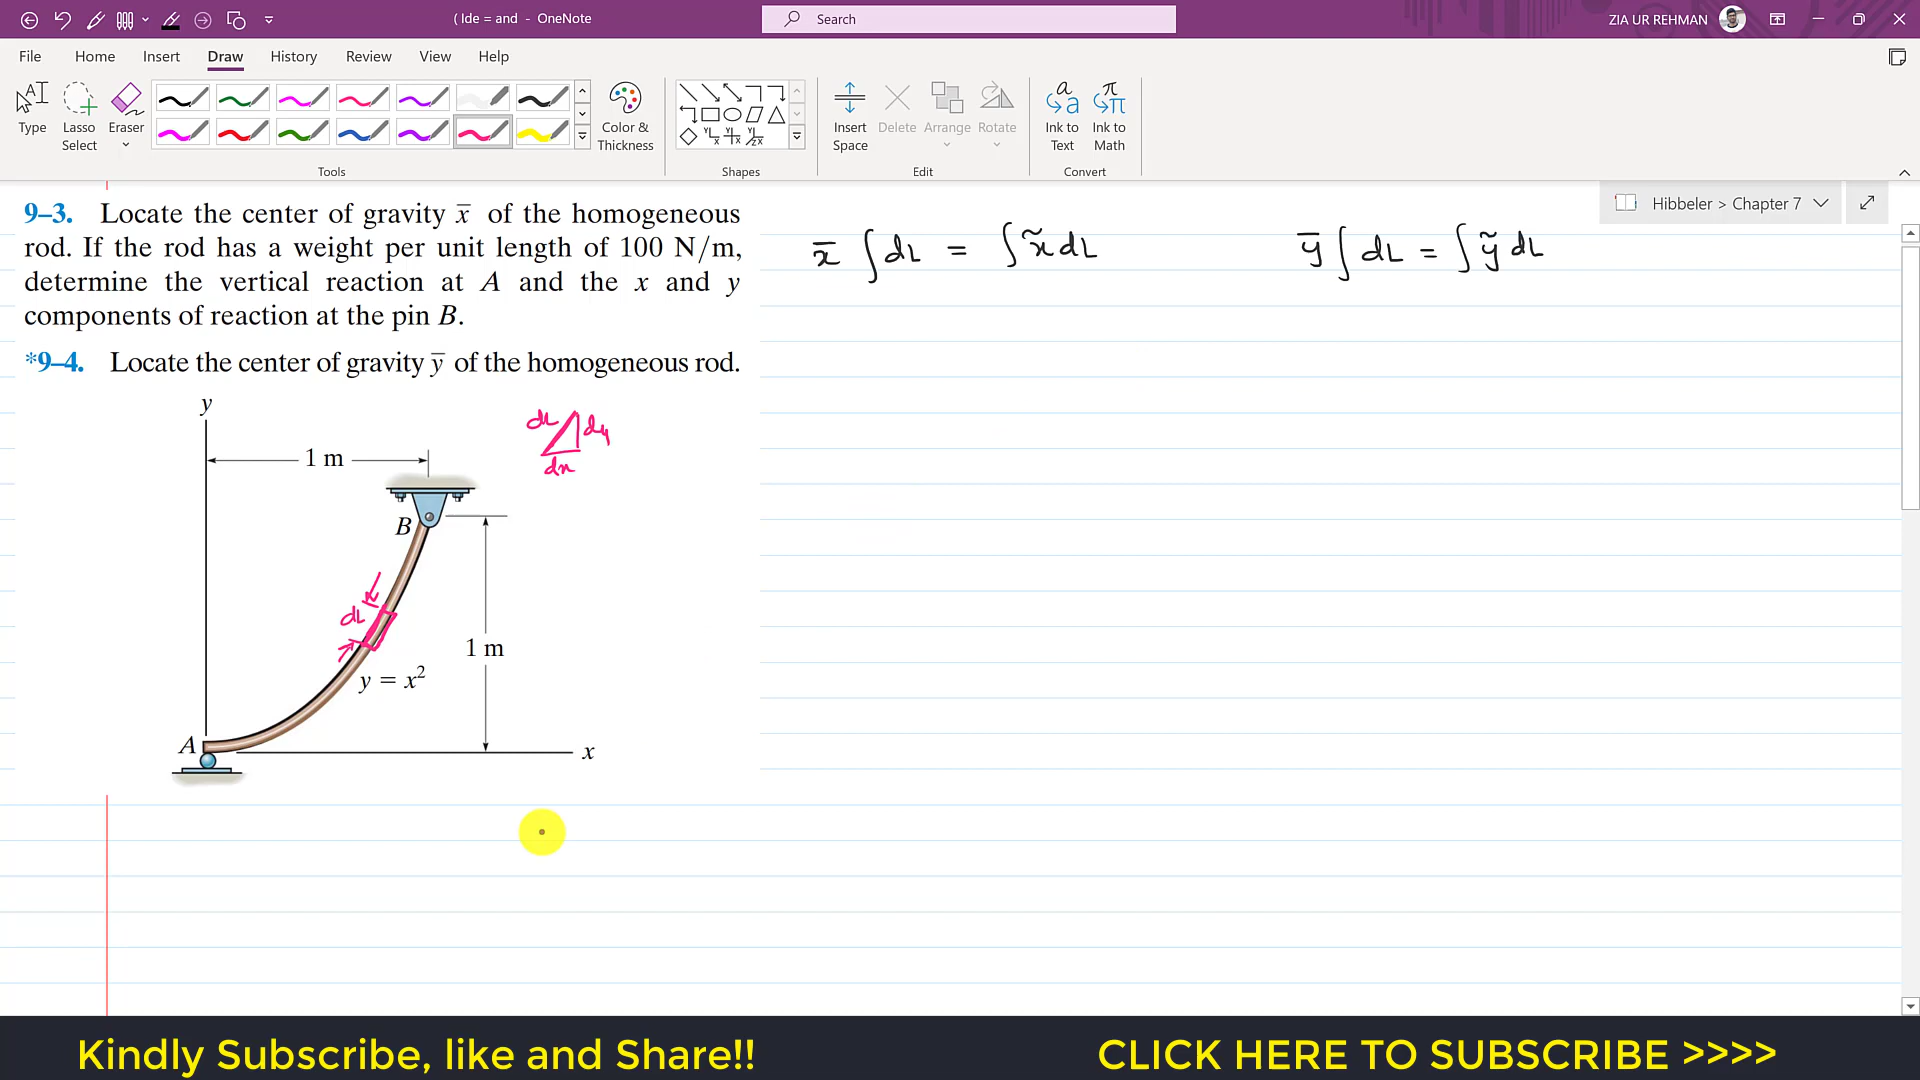 ( Ide = and - OneNote
Search
ZIA UR REHMAN
File Home Insert Draw History Review View Help
Type
Lasso Select
Eraser
Color & Thickness
Insert Space
Delete
Arrange
Rotate
Ink to Text
Ink to Math
Tools
Shapes
Edit
Convert
Hibbeler > Chapter 7
9–3. Locate the center of gravity x̅ of the homogeneous
rod. If the rod has a weight per unit length of 100 N/m,
determine the vertical reaction at A and the x and y
components of reaction at the pin B.
*9–4. Locate the center of gravity y̅ of the homogeneous rod.
x̅ ∫ dL = ∫ x̃ dL
y̅ ∫ dL = ∫ ỹ dL
y
dL
dy
dx
1 m
B
dL
1 m
y = x²
A
x
Kindly Subscribe, like and Share!!
CLICK HERE TO SUBSCRIBE >>>>